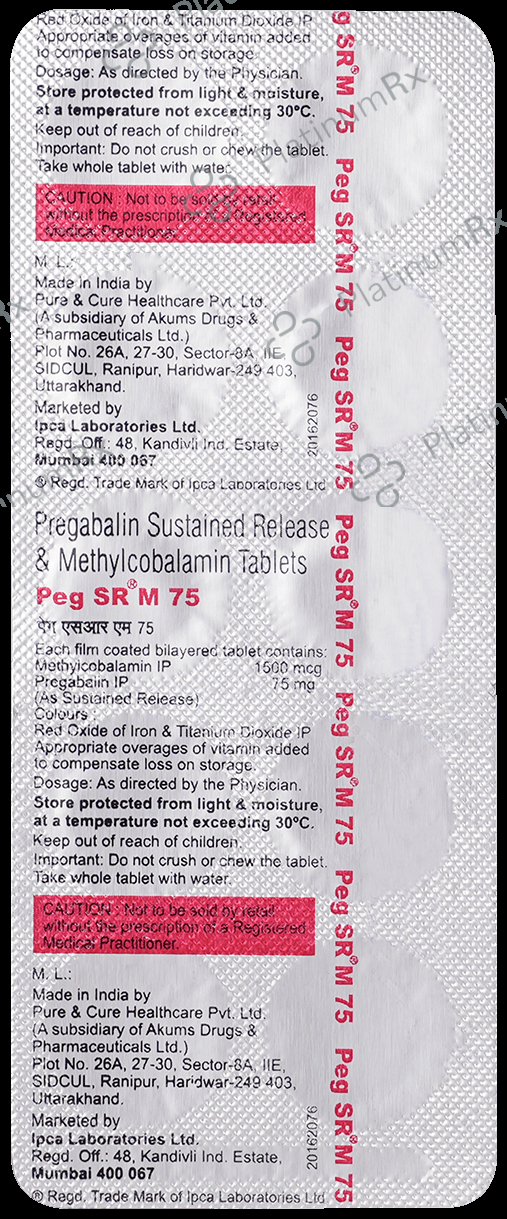 Red Oxide of Iron & Titanium Dioxide IP
Appropriate overages of vitamin added
to compensate loss on storage.
Dosage: As directed by the Physician.
Store protected from light & moisture,
at a temperature not exceeding 30°C.
Keep out of reach of children.
Important: Do not crush or chew the tablet.
Take whole tablet with water.
CAUTION : Not to be sold by retail
without the prescription of a Registered
Medical Practitioner.
M. L.:
Made in India by
Pure & Cure Healthcare Pvt. Ltd.
(A subsidiary of Akums Drugs &
Pharmaceuticals Ltd.)
Plot No. 26A, 27-30, Sector-8A, IIE,
SIDCUL, Ranipur, Haridwar-249 403,
Uttarakhand.
Marketed by
Ipca Laboratories Ltd.
Regd. Off.: 48, Kandivli Ind. Estate,
Mumbai 400 067
® Regd. Trade Mark of Ipca Laboratories Ltd
20162076
Pregabalin Sustained Release
& Methylcobalamin Tablets
Peg SR® M 75
पेग एसआर एम 75
Each film coated bilayered tablet contains:
Methylcobalamin IP 1500 mcg
Pregabalin IP 75 mg
(As Sustained Release)
Colours :
Red Oxide of Iron & Titanium Dioxide IP
Appropriate overages of vitamin added
to compensate loss on storage.
Dosage: As directed by the Physician.
Store protected from light & moisture,
at a temperature not exceeding 30°C.
Keep out of reach of children.
Important: Do not crush or chew the tablet.
Take whole tablet with water.
CAUTION : Not to be sold by retail
without the prescription of a Registered
Medical Practitioner.
M. L.:
Made in India by
Pure & Cure Healthcare Pvt. Ltd.
(A subsidiary of Akums Drugs &
Pharmaceuticals Ltd.)
Plot No. 26A, 27-30, Sector-8A, IIE,
SIDCUL, Ranipur, Haridwar-249 403,
Uttarakhand.
Marketed by
Ipca Laboratories Ltd.
Regd. Off.: 48, Kandivli Ind. Estate,
Mumbai 400 067
® Regd. Trade Mark of Ipca Laboratories Ltd
20162076
Peg SR® M 75 Peg SR® M 75 Peg SR® M 75 Peg SR® M 75 Peg SR® M 75 Peg SR® M 75 Peg SR® M 75
PlatinumRx
PlatinumRx
PlatinumRx